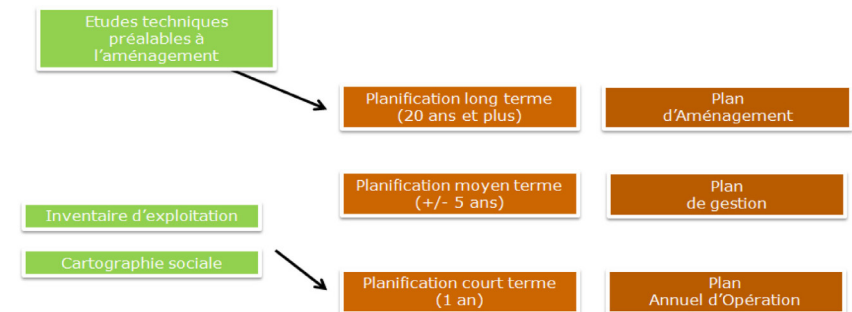 Etudes techniques
préalables à
l'aménagement
Planification long terme
(20 ans et plus)
Plan
d'Aménagement
Planification moyen terme
(+/- 5 ans)
Plan
de gestion
Inventaire d'exploitation
Cartographie sociale
Planification court terme
(1 an)
Plan
Annuel d'Opération